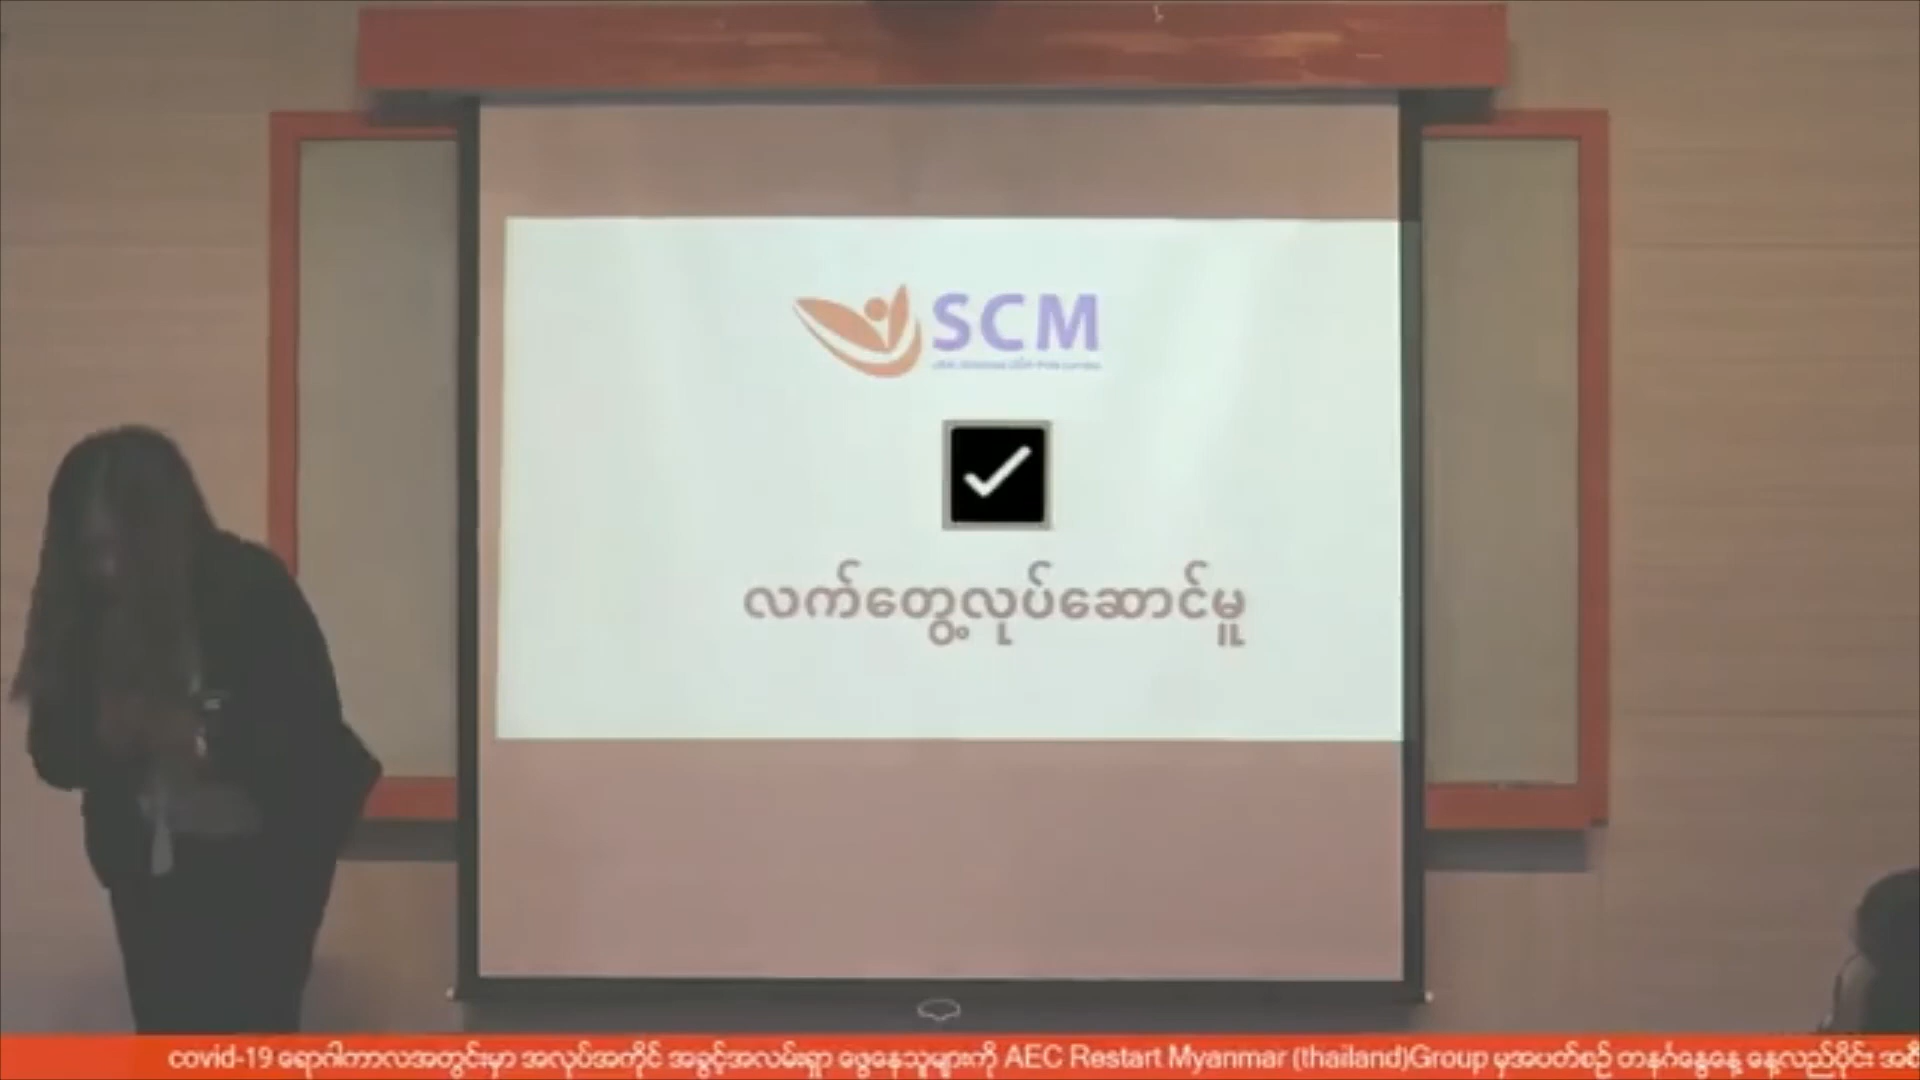 SCM
လက်တွေ့လုပ်ဆောင်မှူ
covid-19 ရောဂါကာလအတွင်းမှာ အလုပ်အကိုင် အခွင့်အလမ်းရှာ ဖွေနေသူများကို AEC Restart Myanmar (thailand)Group မှအပတ်စဉ် တနင်္ဂနွေနေ့ နေ့လည်ပိုင်း